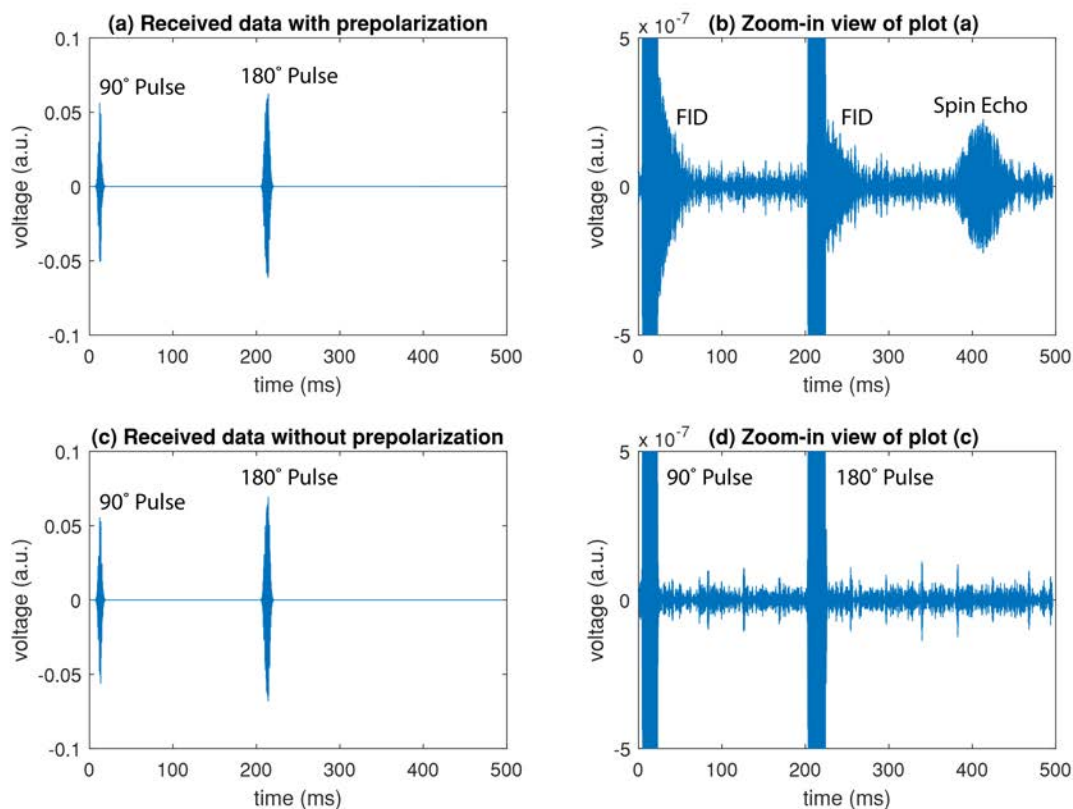 (a) Received data with prepolarization
0.1
0.05
0
-0.05
-0.1
voltage (a.u.)
90˚ Pulse
180˚ Pulse
0 100 200 300 400 500
time (ms)
(b) Zoom-in view of plot (a)
5 × 10⁻⁷
0
-5
voltage (a.u.)
FID
FID
Spin Echo
0 100 200 300 400 500
time (ms)
(c) Received data without prepolarization
0.1
0.05
0
-0.05
-0.1
voltage (a.u.)
90˚ Pulse
180˚ Pulse
0 100 200 300 400 500
time (ms)
(d) Zoom-in view of plot (c)
5 × 10⁻⁷
0
-5
voltage (a.u.)
90˚ Pulse
180˚ Pulse
0 100 200 300 400 500
time (ms)